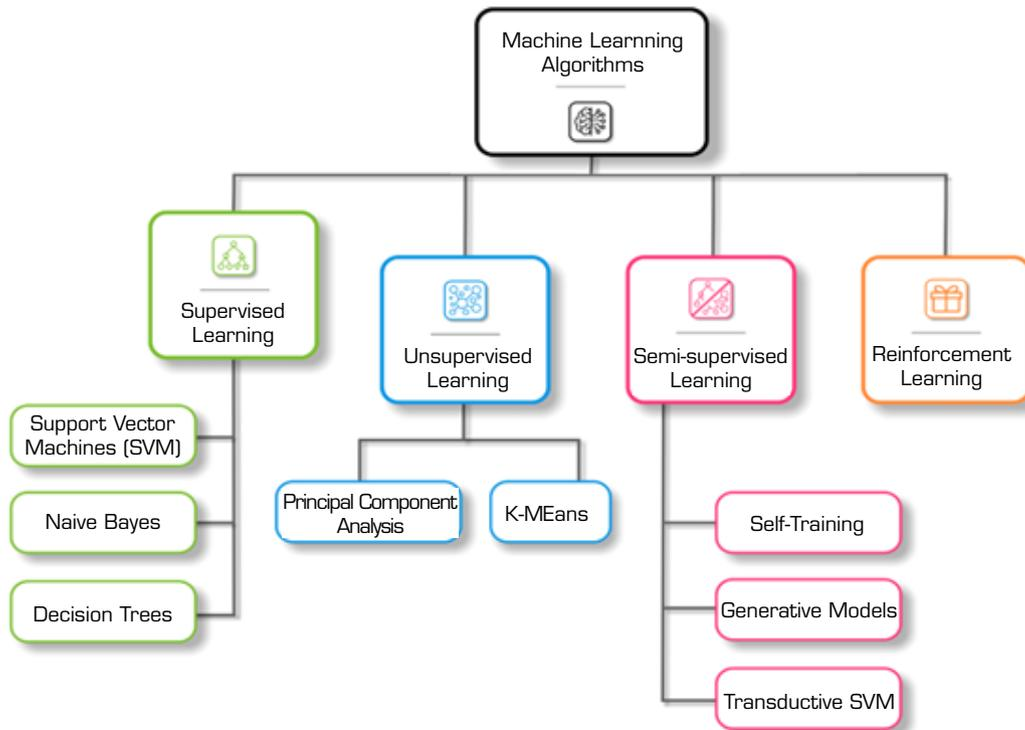 Machine Learnning
Algorithms
Supervised
Learning
Unsupervised
Learning
Semi-supervised
Learning
Reinforcement
Learning
Support Vector
Machines (SVM)
Naive Bayes
Decision Trees
Principal Component
Analysis
K-MEans
Self-Training
Generative Models
Transductive SVM